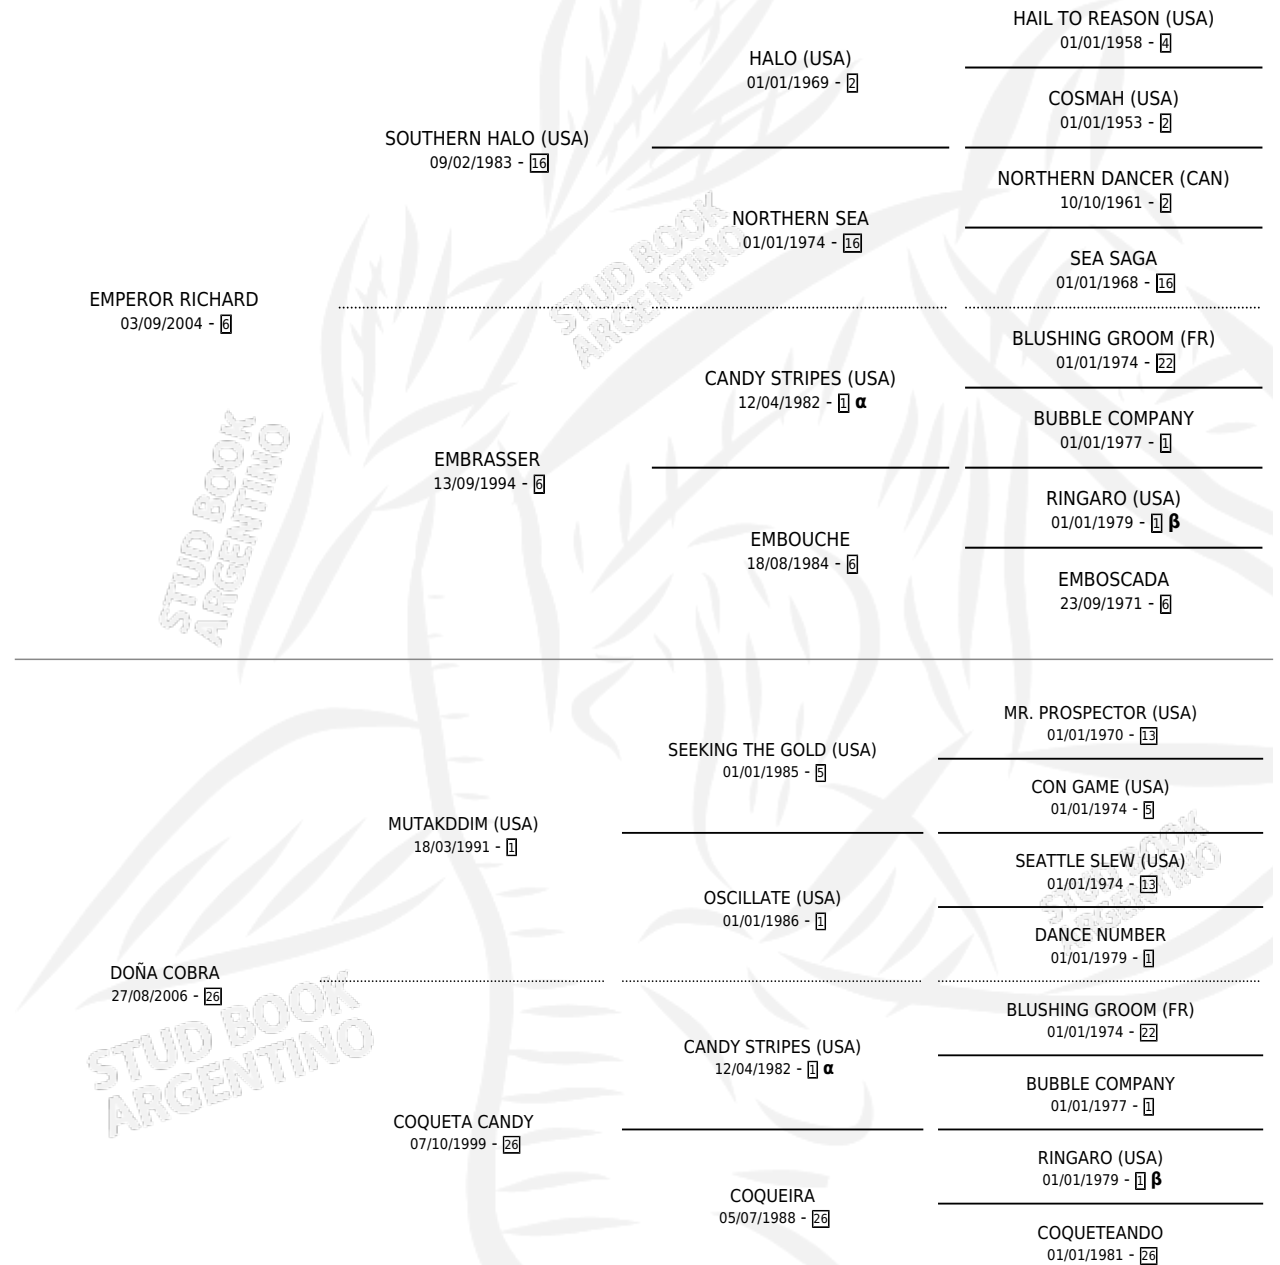 HAIL TO REASON (USA)
01/01/1958 - 4
HALO (USA)
01/01/1969 - 2
COSMAH (USA)
01/01/1953 - 2
SOUTHERN HALO (USA)
09/02/1983 - 16
NORTHERN DANCER (CAN)
10/10/1961 - 2
NORTHERN SEA
01/01/1974 - 16
SEA SAGA
01/01/1968 - 16
STUD BOOK
ARGENTINO
EMPEROR RICHARD
03/09/2004 - 6
BLUSHING GROOM (FR)
01/01/1974 - 22
CANDY STRIPES (USA)
12/04/1982 - 1 α
BUBBLE COMPANY
01/01/1977 - 1
EMBRASSER
13/09/1994 - 6
RINGARO (USA)
01/01/1979 - 1 β
EMBOUCHE
18/08/1984 - 6
EMBOSCADA
23/09/1971 - 6
STUD BOOK
ARGENTINO
MR. PROSPECTOR (USA)
01/01/1970 - 13
SEEKING THE GOLD (USA)
01/01/1985 - 5
CON GAME (USA)
01/01/1974 - 5
MUTAKDDIM (USA)
18/03/1991 - 1
SEATTLE SLEW (USA)
01/01/1974 - 13
OSCILLATE (USA)
01/01/1986 - 1
DANCE NUMBER
01/01/1979 - 1
STUD BOOK
ARGENTINO
DOÑA COBRA
27/08/2006 - 26
STUD BOOK
ARGENTINO
BLUSHING GROOM (FR)
01/01/1974 - 22
CANDY STRIPES (USA)
12/04/1982 - 1 α
BUBBLE COMPANY
01/01/1977 - 1
COQUETA CANDY
07/10/1999 - 26
RINGARO (USA)
01/01/1979 - 1 β
COQUEIRA
05/07/1988 - 26
COQUETEANDO
01/01/1981 - 26